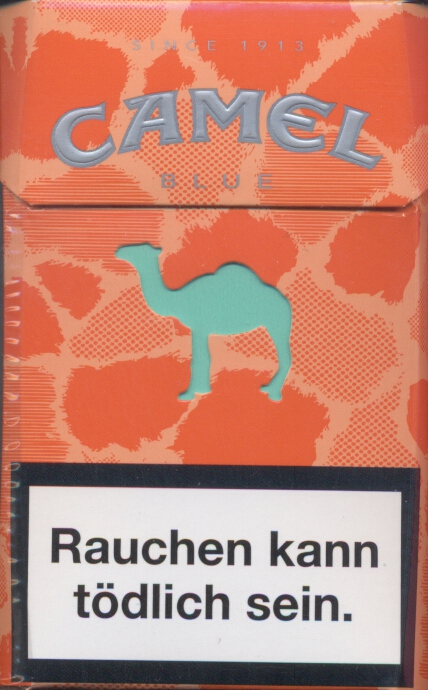 SINCE 1913
CAMEL
BLUE
Rauchen kann
tödlich sein.